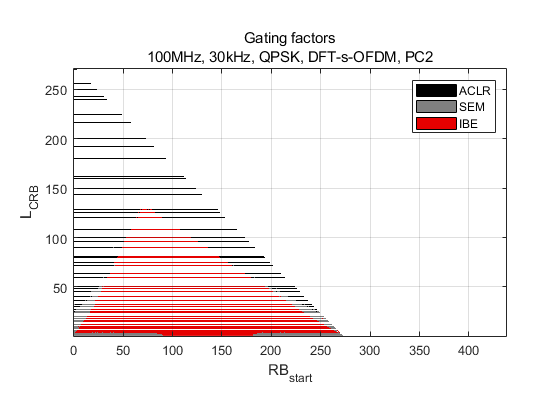 Gating factors
100MHz, 30kHz, QPSK, DFT-s-OFDM, PC2
ACLR
SEM
IBE
250
200
150
100
50
L_CRB
0 50 100 150 200 250 300 350 400
RB_start